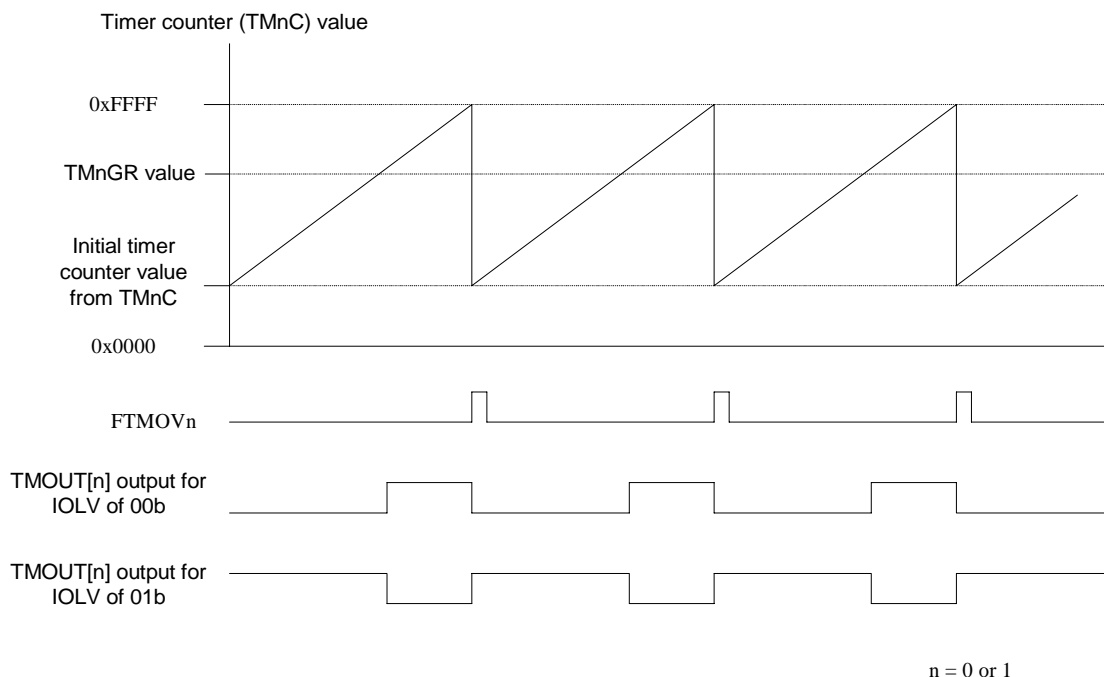 Timer counter (TMnC) value
0xFFFF
TMnGR value
Initial timer
counter value
from TMnC
0x0000
FTMOVn
TMOUT[n] output for
IOLV of 00b
TMOUT[n] output for
IOLV of 01b
n = 0 or 1